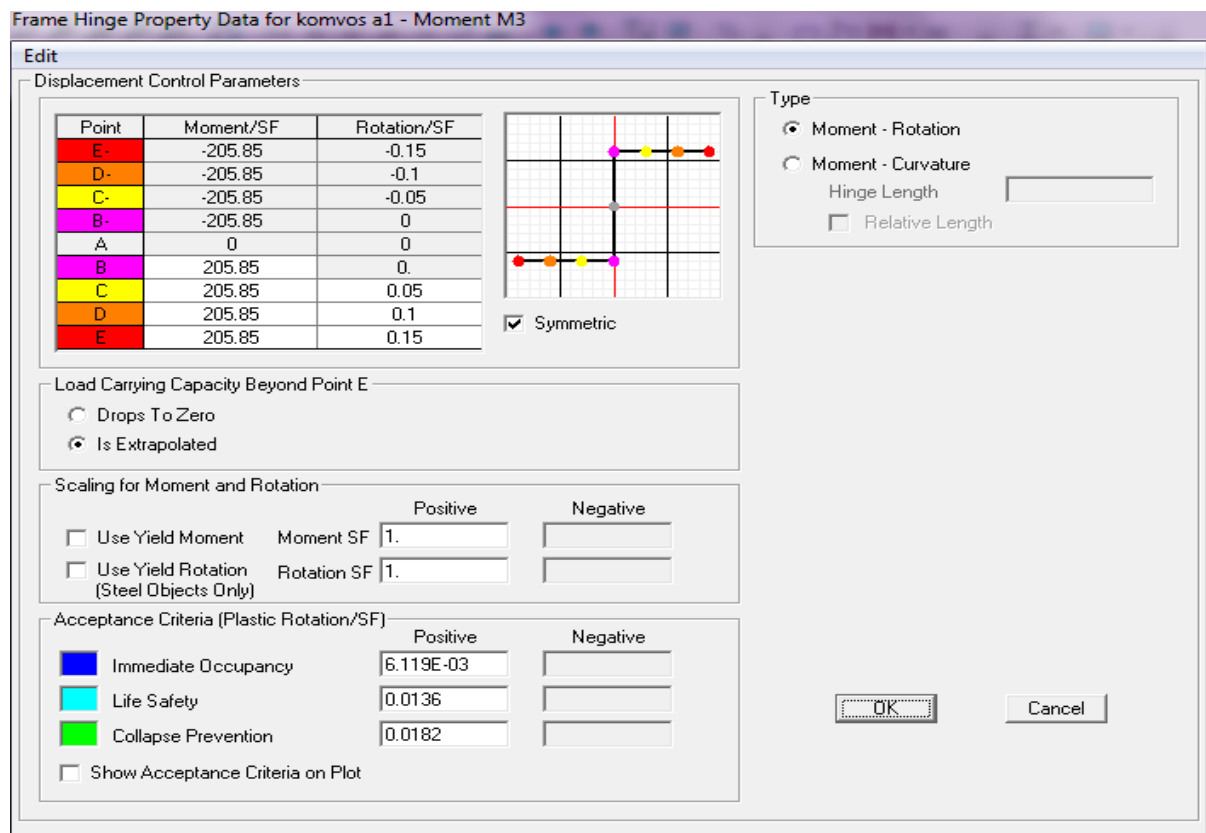 Frame Hinge Property Data for komvos a1 - Moment M3
Edit
Displacement Control Parameters
Point Moment/SF Rotation/SF
E- -205.85 -0.15
D- -205.85 -0.1
C- -205.85 -0.05
B- -205.85 0
A 0 0
B 205.85 0.
C 205.85 0.05
D 205.85 0.1
E 205.85 0.15
Symmetric
Type
Moment - Rotation
Moment - Curvature
Hinge Length
Relative Length
Load Carrying Capacity Beyond Point E
Drops To Zero
Is Extrapolated
Scaling for Moment and Rotation
Positive Negative
Use Yield Moment Moment SF 1.
Use Yield Rotation Rotation SF 1.
(Steel Objects Only)
Acceptance Criteria (Plastic Rotation/SF)
Positive Negative
Immediate Occupancy 6.119E-03
Life Safety 0.0136
Collapse Prevention 0.0182
Show Acceptance Criteria on Plot
OK Cancel